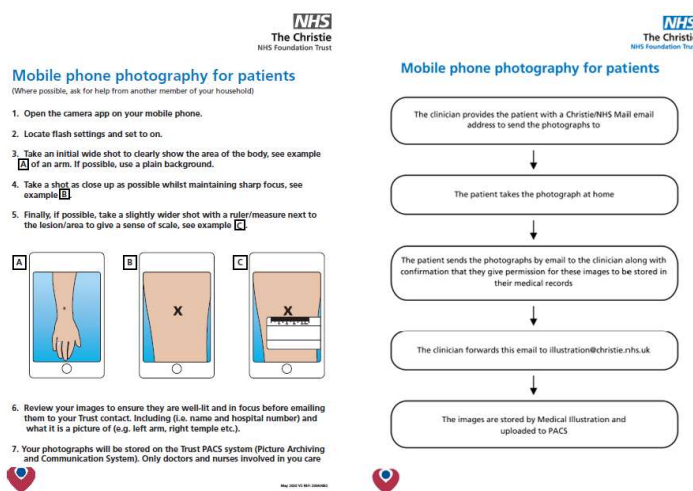 NHS
The Christie
NHS Foundation Trust
Mobile phone photography for patients
(Where possible, ask for help from another member of your household)
1. Open the camera app on your mobile phone.
2. Locate flash settings and set to on.
3. Take an initial wide shot to clearly show the area of the body, see example
A of an arm. If possible, use a plain background.
4. Take a shot as close up as possible whilst maintaining sharp focus, see
example B.
5. Finally, if possible, take a slightly wider shot with a ruler/measure next to
the lesion/area to give a sense of scale, see example C.
A
B
C
x
X
X
6. Review your images to ensure they are well-lit and in focus before emailing
them to your Trust contact. Including (i.e. name and hospital number) and
what it is a picture of (e.g. left arm, right temple etc.).
7. Your photographs will be stored on the Trust PACS system (Picture Archiving
and Communication System). Only doctors and nurses involved in you care
NHS
The Christie
NHS Foundation Trust
Mobile phone photography for patients
The clinician provides the patient with a Christie/NHS Mail email
address to send the photographs to
The patient takes the photograph at home
The patient sends the photographs by email to the clinician along with
confirmation that they give permission for these images to be stored in
their medical records
The clinician forwards this email to illustration@christie.nhs.uk
The images are stored by Medical Illustration and
uploaded to PACS